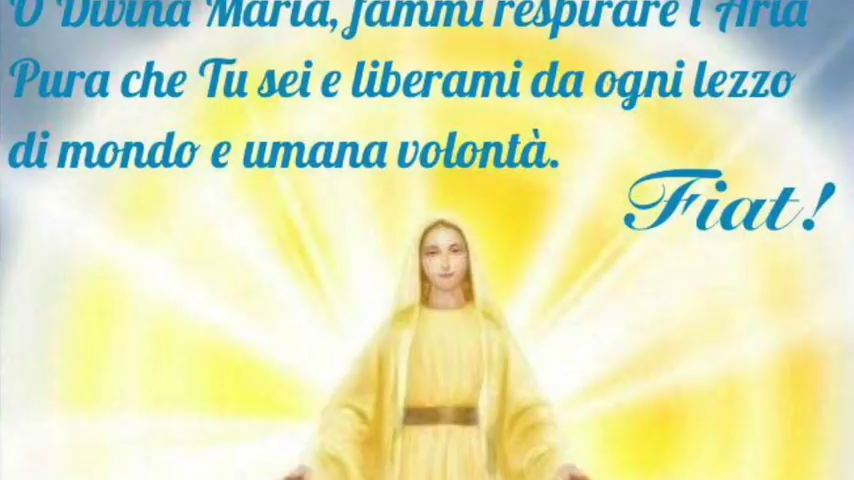 O Divina Maria, fammi respirare l'Aria
Pura che Tu sei e liberami da ogni lezzo
di mondo e umana volontà.
Fiat!